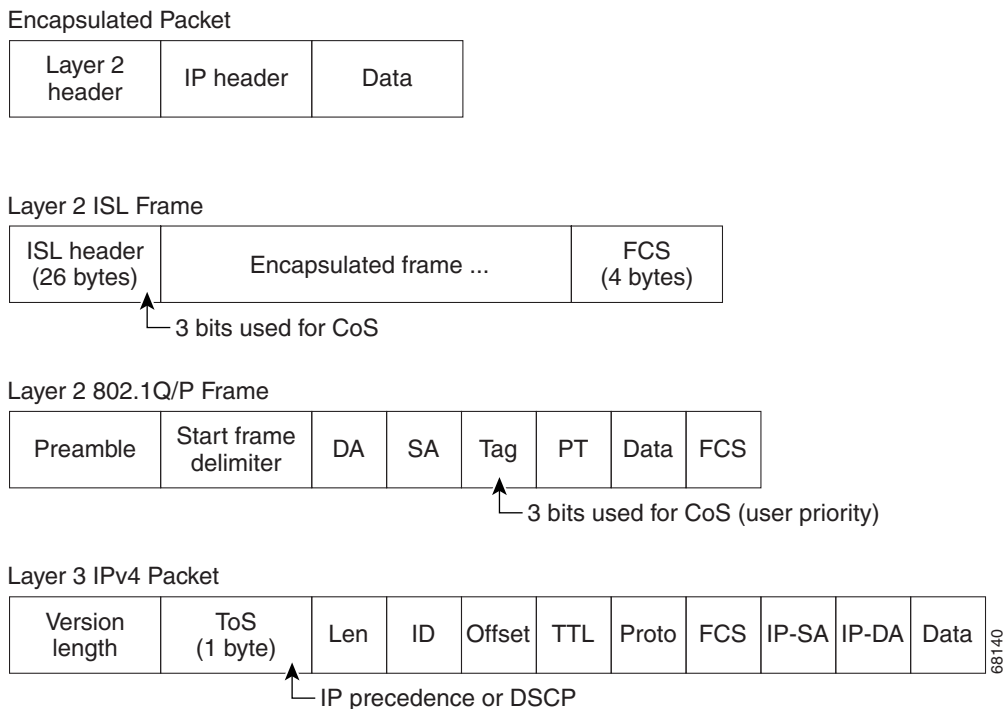 Encapsulated Packet
Layer 2
header
IP header
Data
Layer 2 ISL Frame
ISL header
(26 bytes)
Encapsulated frame ...
FCS
(4 bytes)
3 bits used for CoS
Layer 2 802.1Q/P Frame
Preamble
Start frame
delimiter
DA
SA
Tag
PT
Data
FCS
3 bits used for CoS (user priority)
Layer 3 IPv4 Packet
Version
length
ToS
(1 byte)
Len
ID
Offset
TTL
Proto
FCS
IP-SA
IP-DA
Data
68140
IP precedence or DSCP